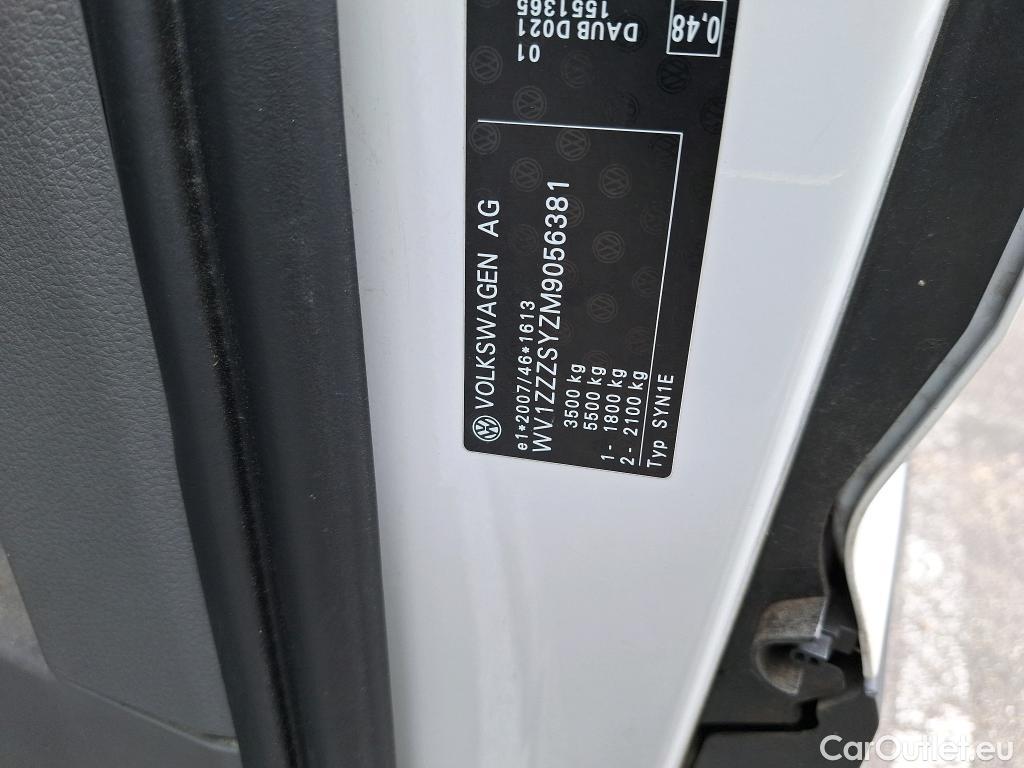 VOLKSWAGEN AG
e1*2007/46*1613
WV1ZZZSYZM9056381
3500 kg
5500 kg
1- 1800 kg
2- 2100 kg
Typ SYN1E
01
DAUB D021
1551365
0,48
CarOutlet.eu